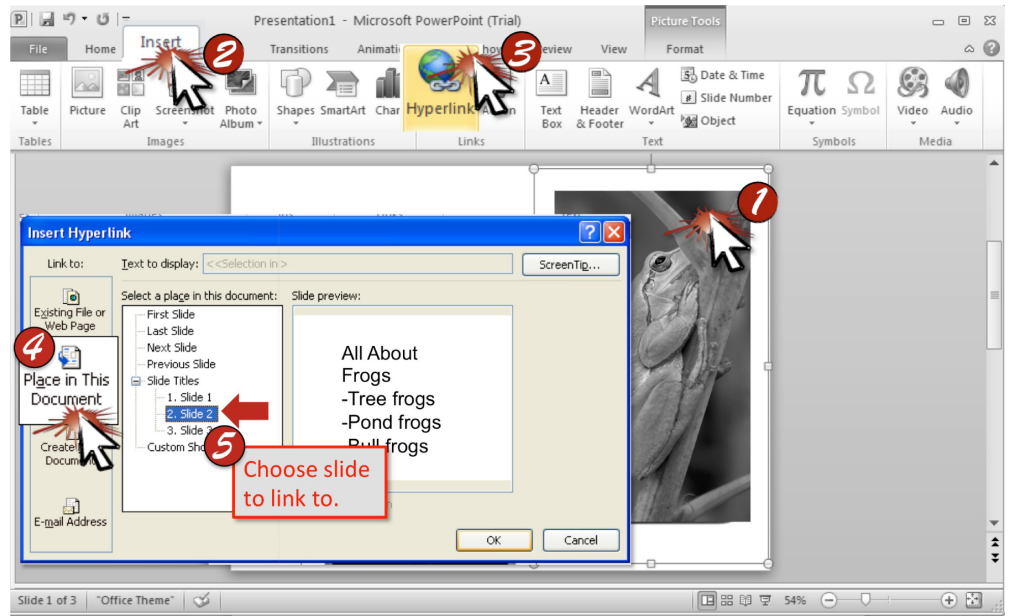 P
Presentation1 - Microsoft PowerPoint (Trial)
Picture Tools
File Home Insert Transitions View Format
2
3
Table
Picture
Clip
Art
Screenshot
Photo
Album
Shapes
SmartArt
Hyperlink
Text
Box
Header
& Footer
WordArt
Date & Time
Slide Number
Object
Equation
Symbol
Video
Audio
Tables
Images
Illustrations
Links
Text
Symbols
Media
1
Insert Hyperlink
Link to:
Text to display: <<Selection in >
ScreenTip...
Existing File or
Web Page
4
Place in This
Document
E-mail Address
Select a place in this document:
First Slide
Last Slide
Next Slide
Previous Slide
Slide Titles
1. Slide 1
2. Slide 2
3. Slide
5
Choose slide
to link to.
Slide preview:
All About
Frogs
-Tree frogs
-Pond frogs
-Bull frogs
OK
Cancel
Slide 1 of 3
"Office Theme"
54%